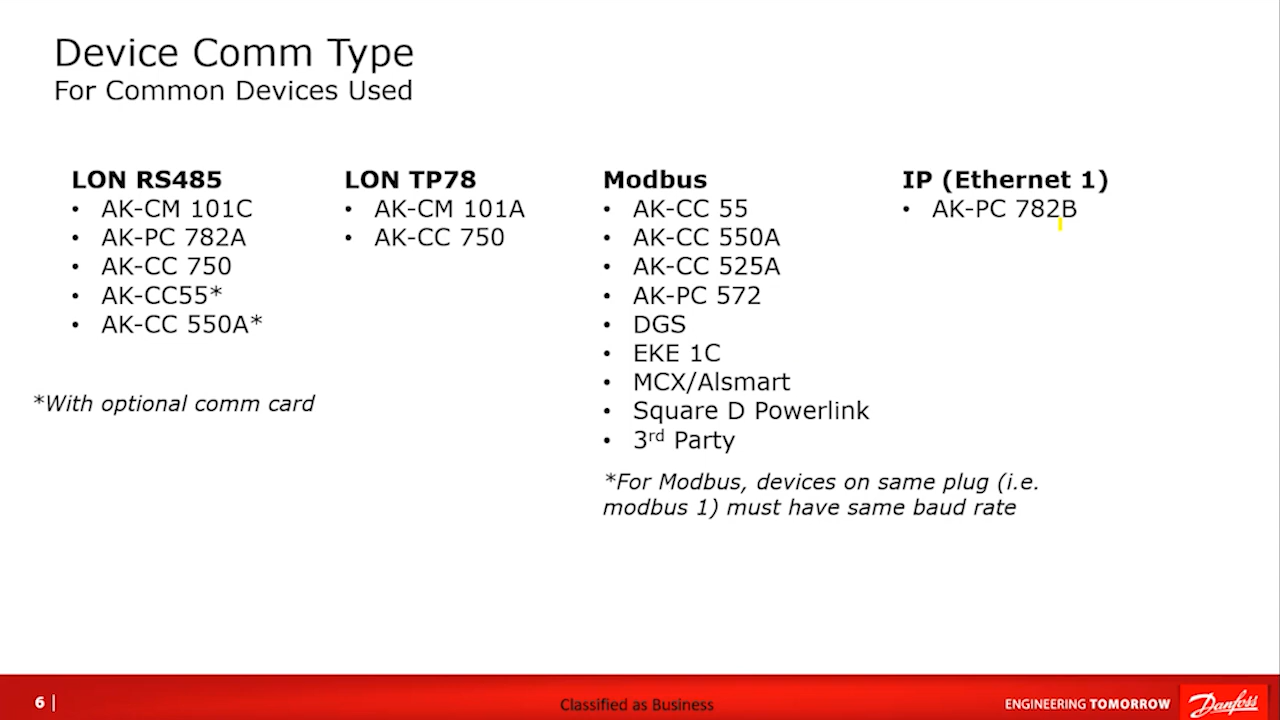 Device Comm Type
For Common Devices Used
LON RS485
• AK-CM 101C
• AK-PC 782A
• AK-CC 750
• AK-CC55*
• AK-CC 550A*
*With optional comm card
LON TP78
• AK-CM 101A
• AK-CC 750
Modbus
• AK-CC 55
• AK-CC 550A
• AK-CC 525A
• AK-PC 572
• DGS
• EKE 1C
• MCX/Alsmart
• Square D Powerlink
• 3rd Party
*For Modbus, devices on same plug (i.e.
modbus 1) must have same baud rate
IP (Ethernet 1)
• AK-PC 782B
6 |
Classified as Business
ENGINEERING TOMORROW
Danfoss